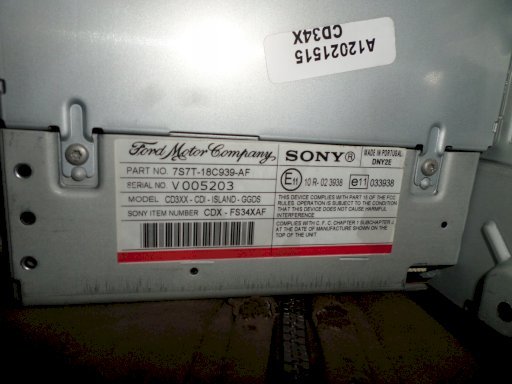 A12021515
CD34X
Ford Motor Company
SONY®
MADE IN PORTUGAL
DNY2E
PART NO. 7S7T-18C939-AF
SERIAL NO. V005203
MODEL CD3XX - CDI - ISLAND - GGDS
SONY ITEM NUMBER CDX - FS34XAF
E11 10 R - 02 3938
e11 033938
THIS DEVICE COMPLIES WITH PART 15 OF THE FCC
RULES. OPERATION IS SUBJECT TO THE CONDITION
THAT THIS DEVICE DOES NOT CAUSE HARMFUL
INTERFERENCE
COMPLIES WITH C. F. C. CHAPTER 1 SUBCHAPTER J,
AT THE DATE OF MANUFACTURE SHOWN ON THE
TOP OF THE UNIT